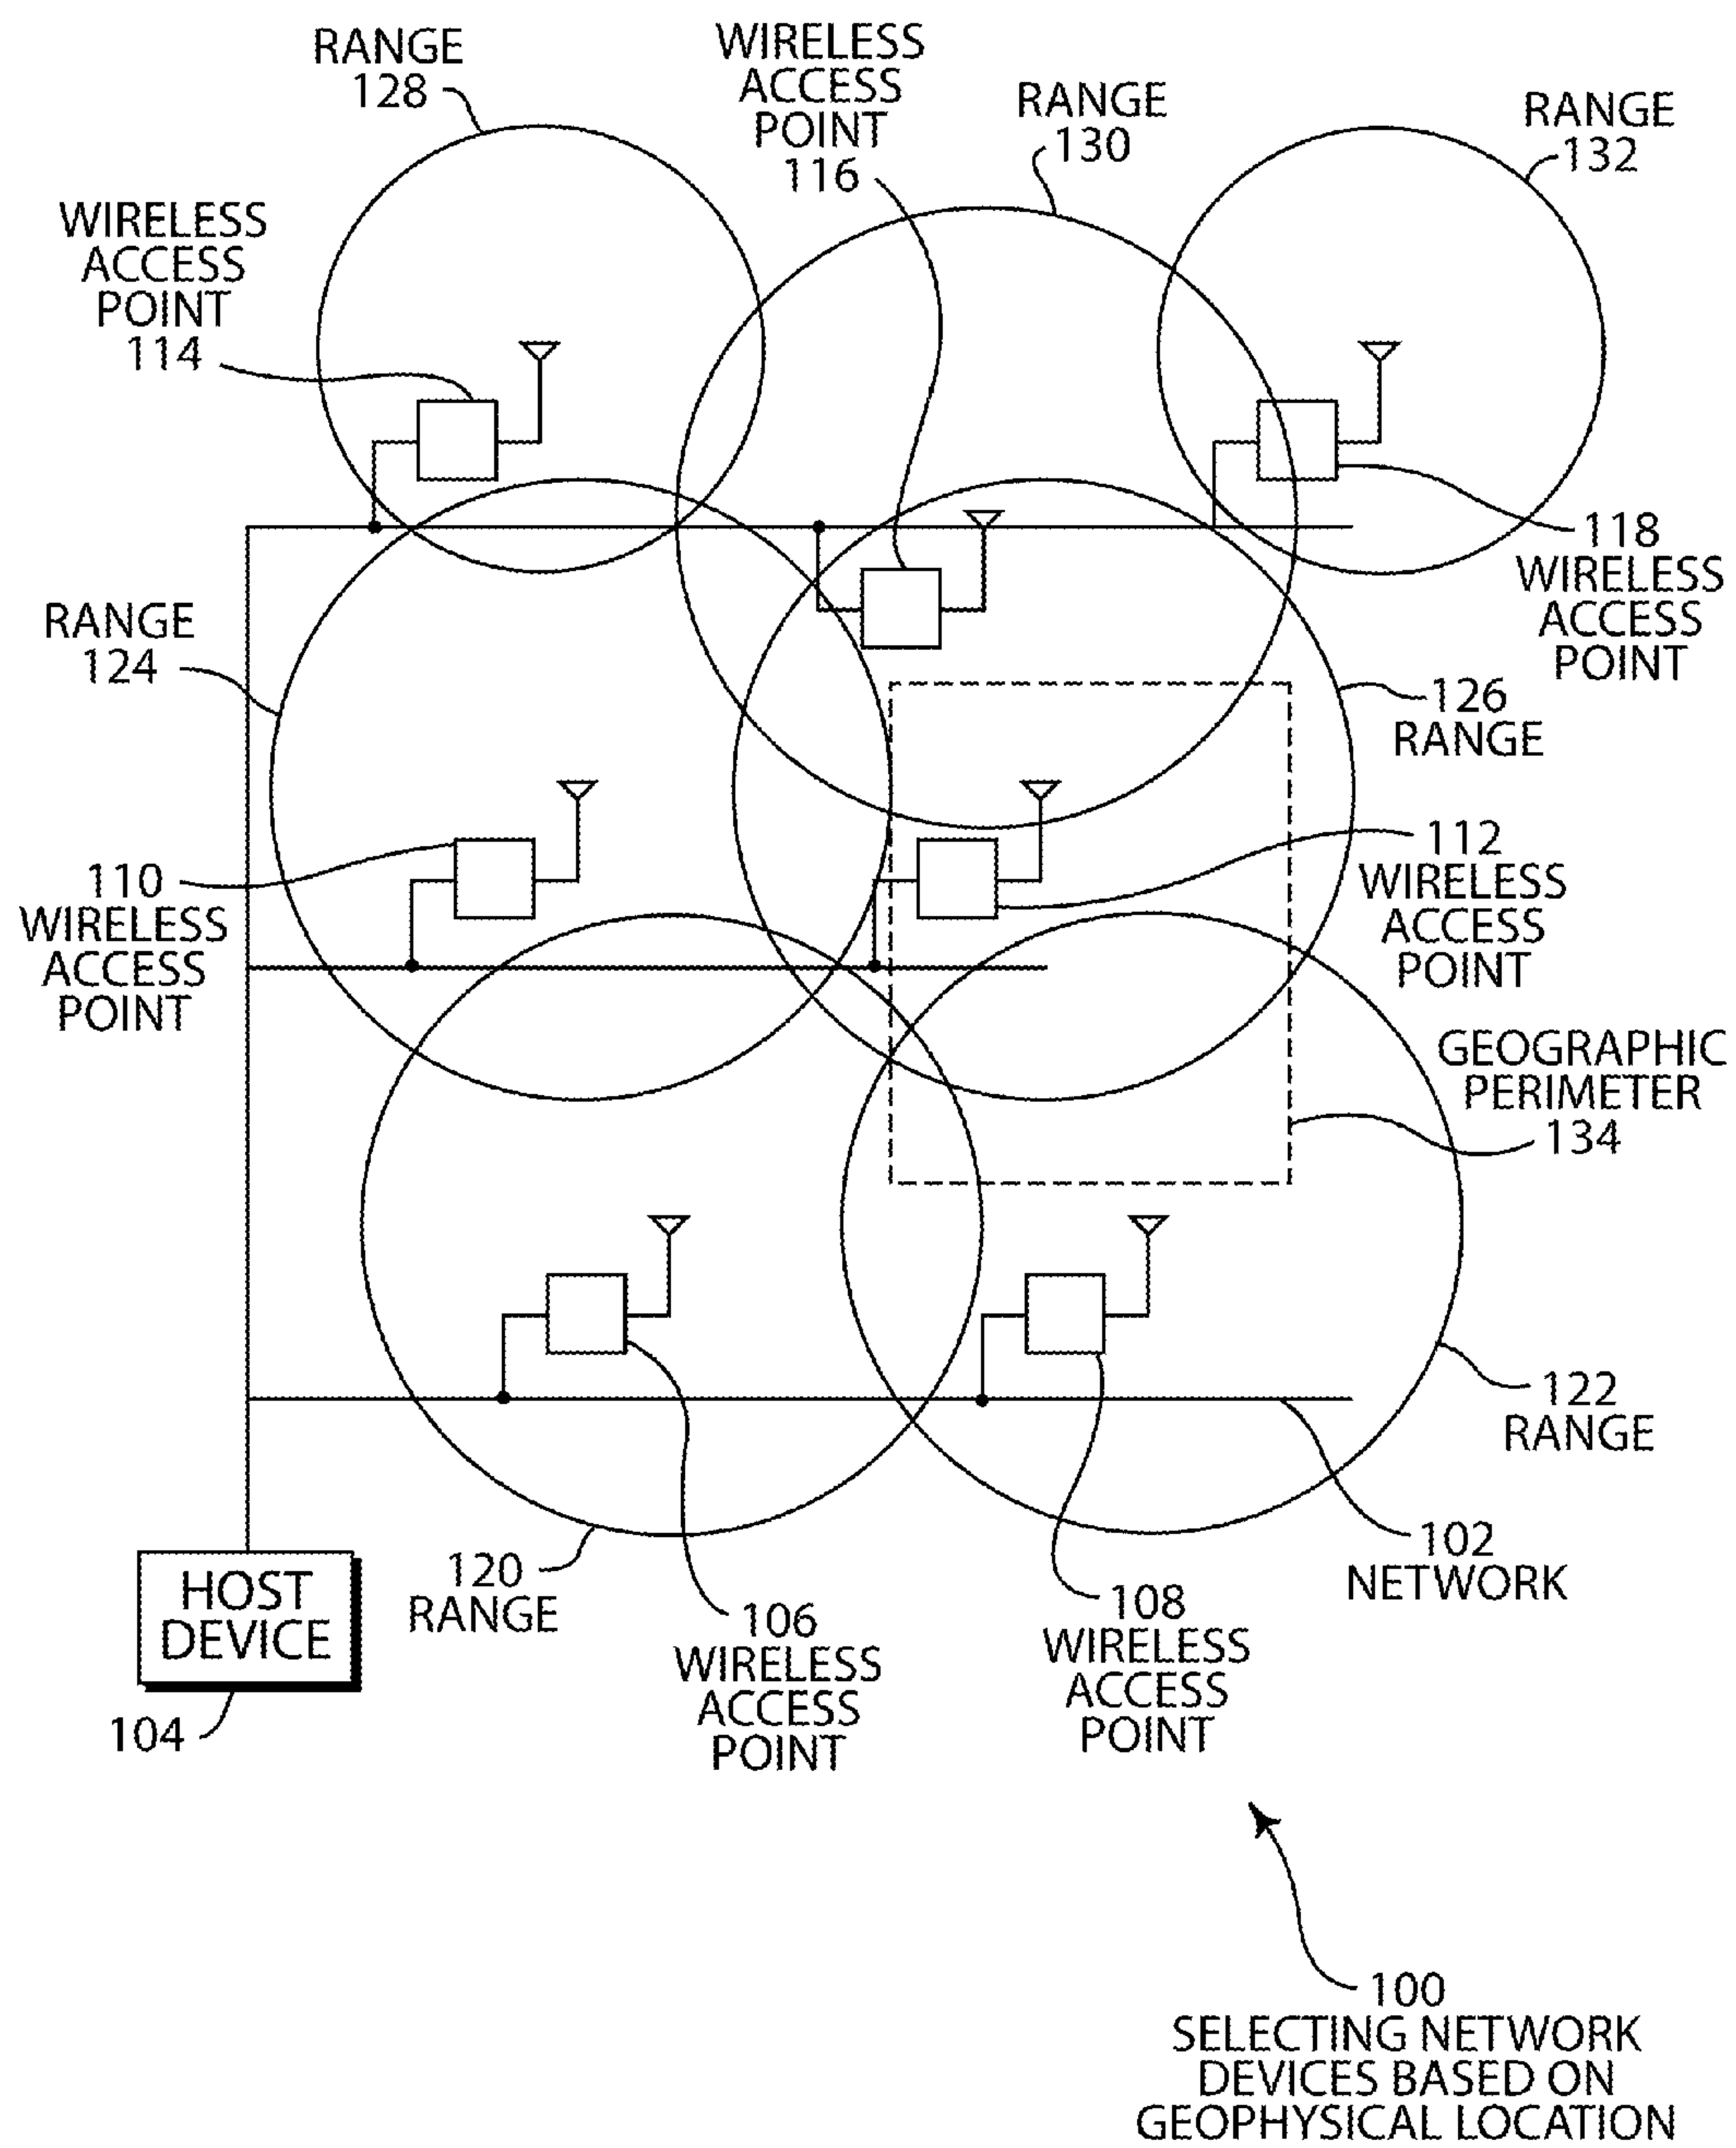 RANGE
128
WIRELESS
ACCESS
POINT
116
RANGE
130
RANGE
132
WIRELESS
ACCESS
POINT
114
118
WIRELESS
ACCESS
POINT
RANGE
124
126
RANGE
110
WIRELESS
ACCESS
POINT
112
WIRELESS
ACCESS
POINT
GEOGRAPHIC
PERIMETER
134
122
RANGE
102
NETWORK
HOST
DEVICE
104
120
RANGE
106
WIRELESS
ACCESS
POINT
108
WIRELESS
ACCESS
POINT
100
SELECTING NETWORK
DEVICES BASED ON
GEOPHYSICAL LOCATION